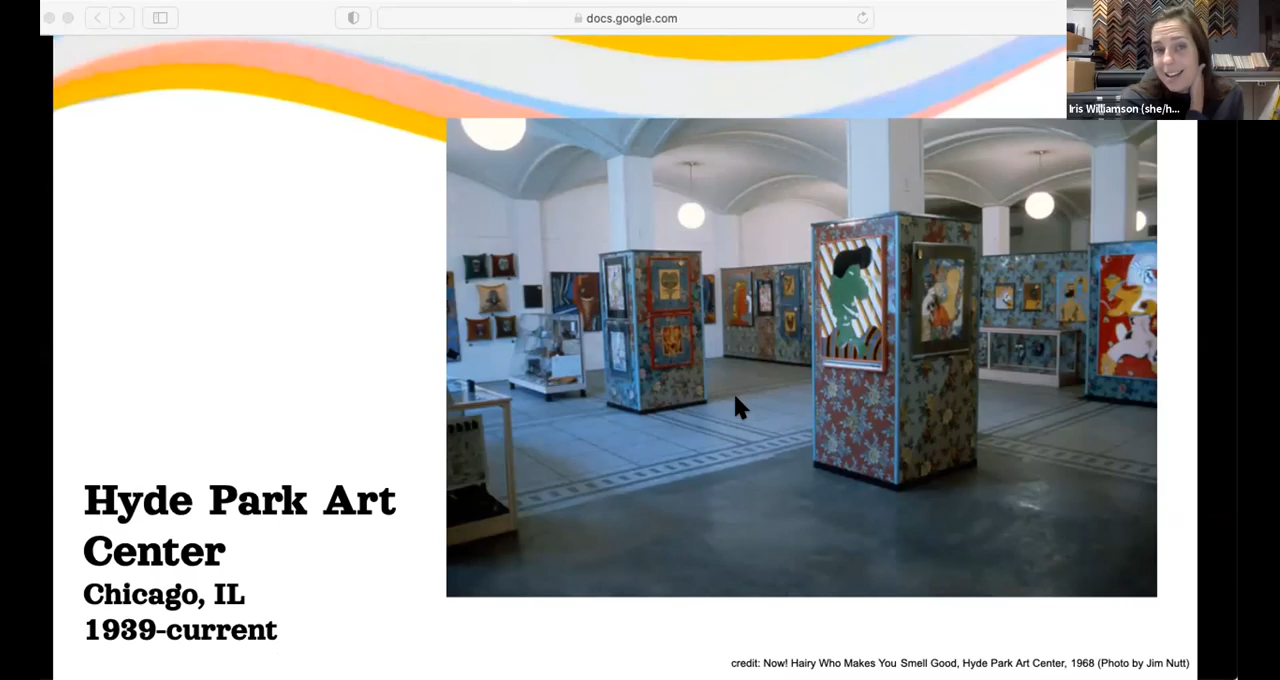 docs.google.com
Iris Williamson (she/h...
Hyde Park Art
Center
Chicago, IL
1939-current
credit: Now! Hairy Who Makes You Smell Good, Hyde Park Art Center, 1968 (Photo by Jim Nutt)